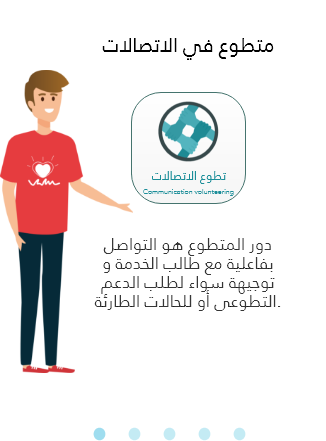 متطوع في الاتصالات
تطوع الاتصالات
Communication volunteering
دور المتطوع هو التواصل
بفاعلية مع طالب الخدمة و
توجيهة سواء لطلب الدعم
التطوعى أو للحالات الطارئة.